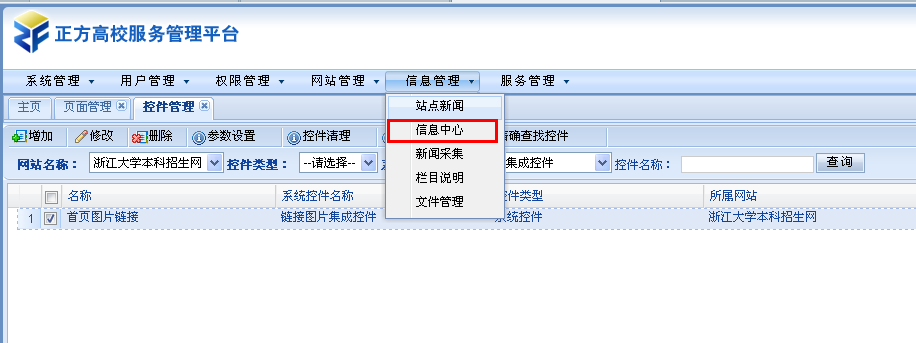 正方高校服务管理平台
系统管理 用户管理 权限管理 网站管理 信息管理 服务管理
主页 页面管理 控件管理
站点新闻
增加 修改 删除 参数设置 控件清理 确查找控件
信息中心
网站名称： 浙江大学本科招生网 控件类型： --请选择-- 集成控件 控件名称： 查询
新闻采集
栏目说明
名称 系统控件名称 控件类型 所属网站
文件管理
1 首页图片链接 链接图片集成控件 系统控件 浙江大学本科招生网